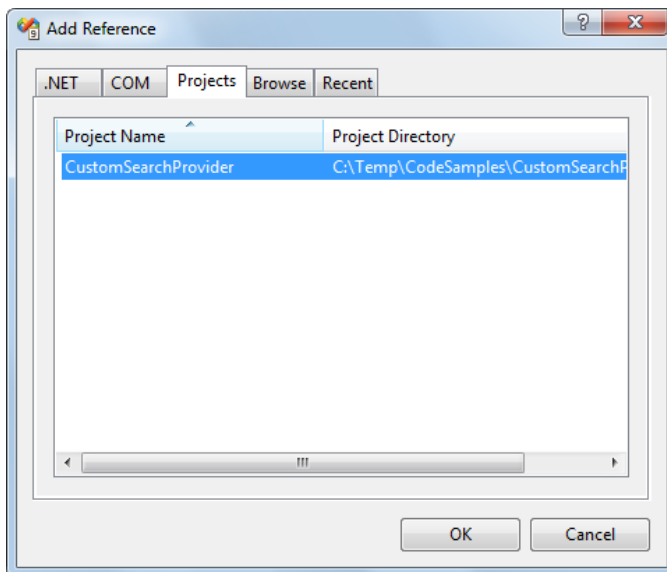 Add Reference
.NET COM Projects Browse Recent
Project Name Project Directory
CustomSearchProvider C:\Temp\CodeSamples\CustomSearchP
OK Cancel